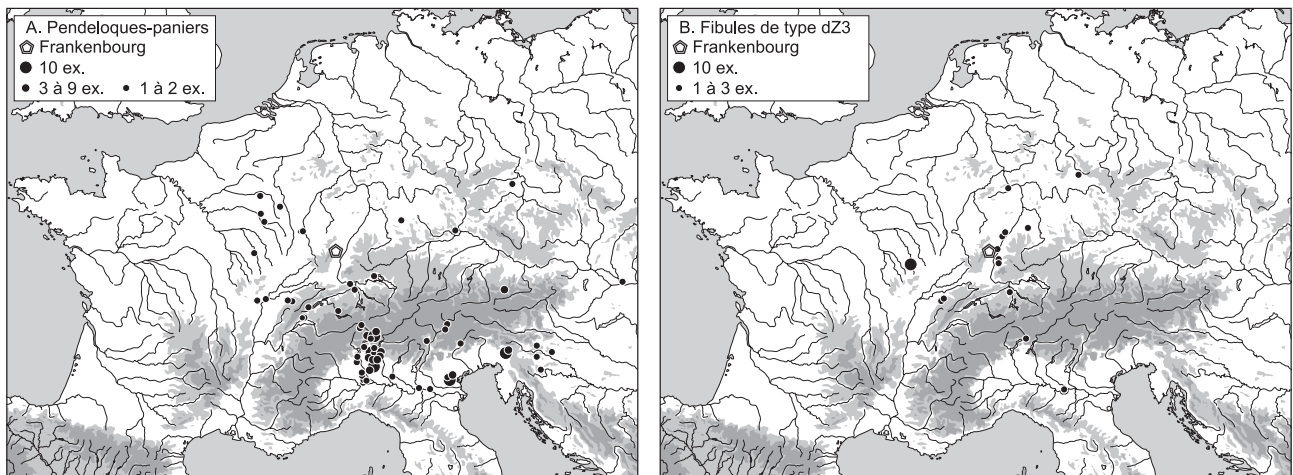 A. Pendeloques-paniers
Frankenbourg
10 ex.
3 à 9 ex. 1 à 2 ex.
B. Fibules de type dZ3
Frankenbourg
10 ex.
1 à 3 ex.